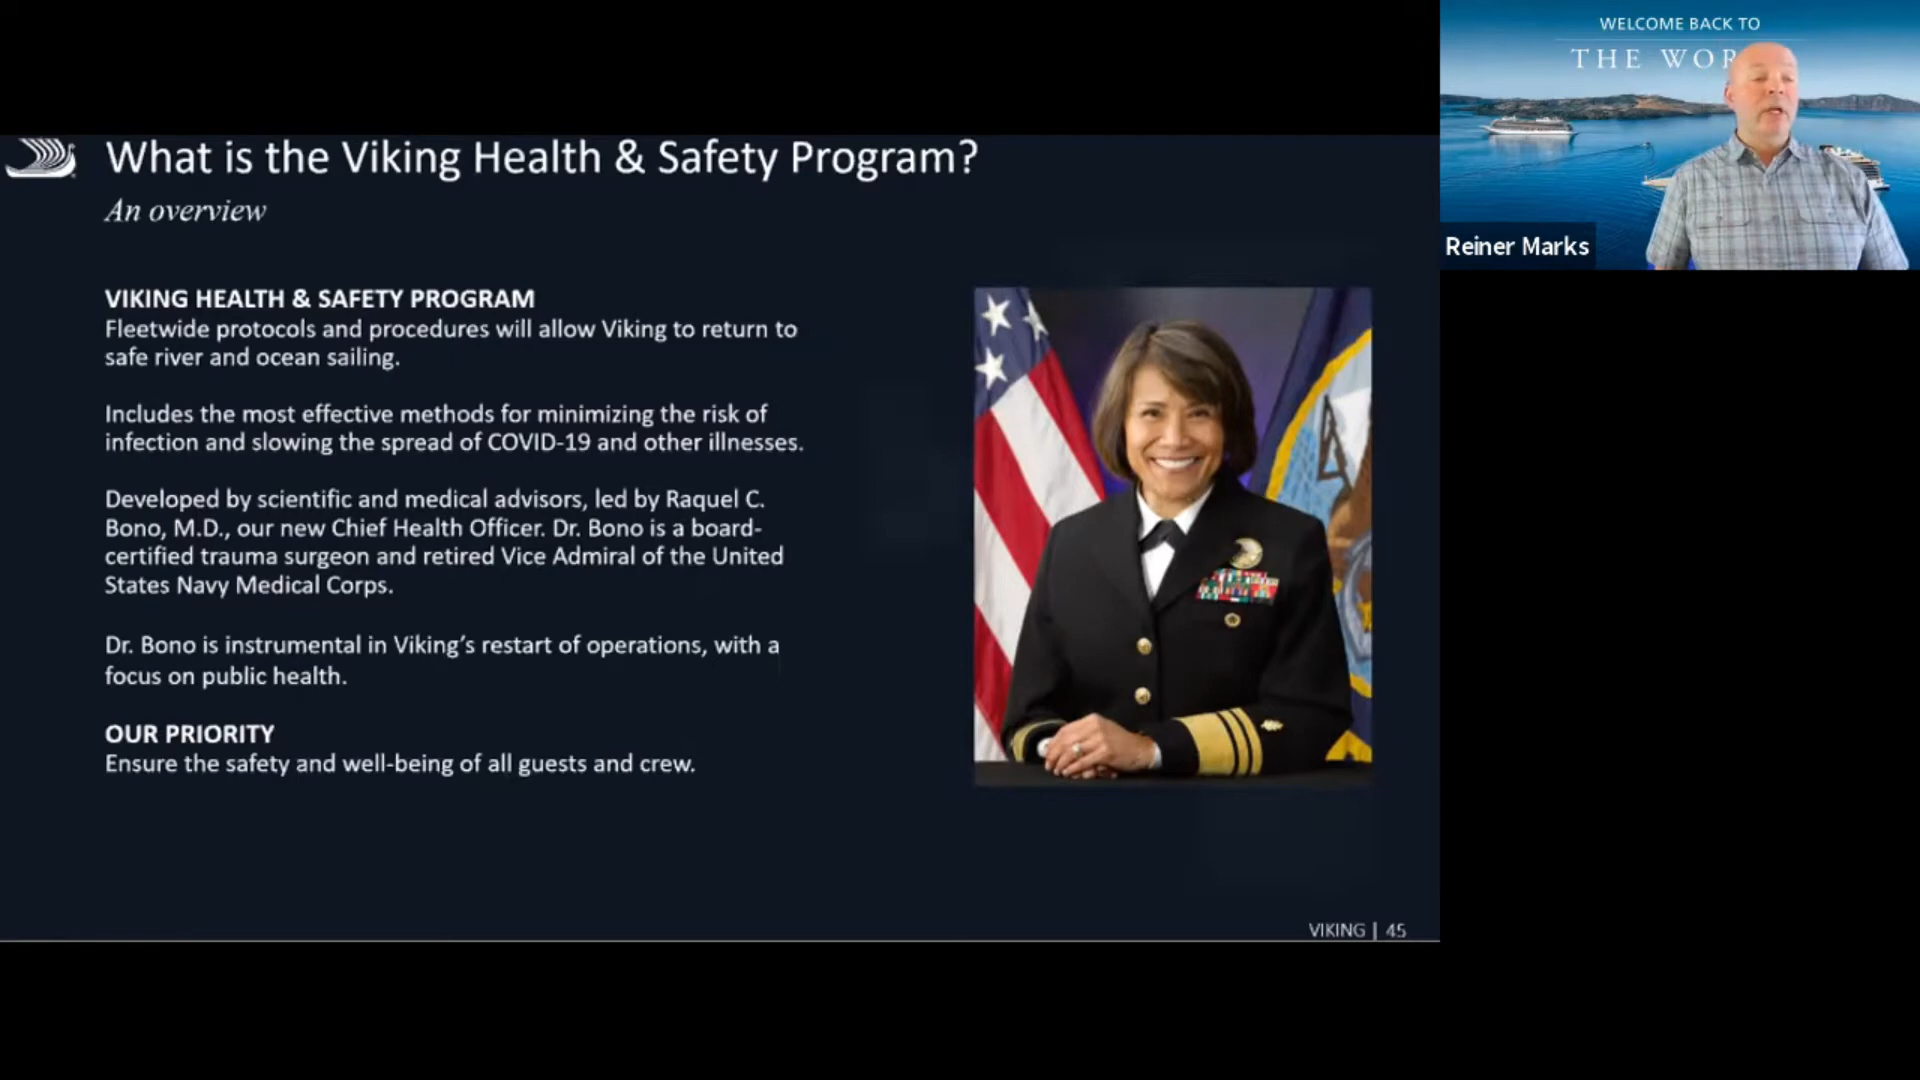 What is the Viking Health & Safety Program?
An overview
VIKING HEALTH & SAFETY PROGRAM
Fleetwide protocols and procedures will allow Viking to return to
safe river and ocean sailing.
Includes the most effective methods for minimizing the risk of
infection and slowing the spread of COVID-19 and other illnesses.
Developed by scientific and medical advisors, led by Raquel C.
Bono, M.D., our new Chief Health Officer. Dr. Bono is a board-
certified trauma surgeon and retired Vice Admiral of the United
States Navy Medical Corps.
Dr. Bono is instrumental in Viking’s restart of operations, with a
focus on public health.
OUR PRIORITY
Ensure the safety and well-being of all guests and crew.
VIKING | 45
WELCOME BACK TO
THE WOR
Reiner Marks